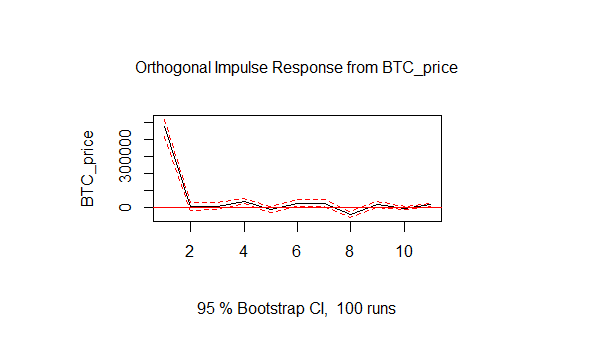 Orthogonal Impulse Response from BTC_price
BTC_price
300000
0
2 4 6 8 10
95 % Bootstrap CI, 100 runs